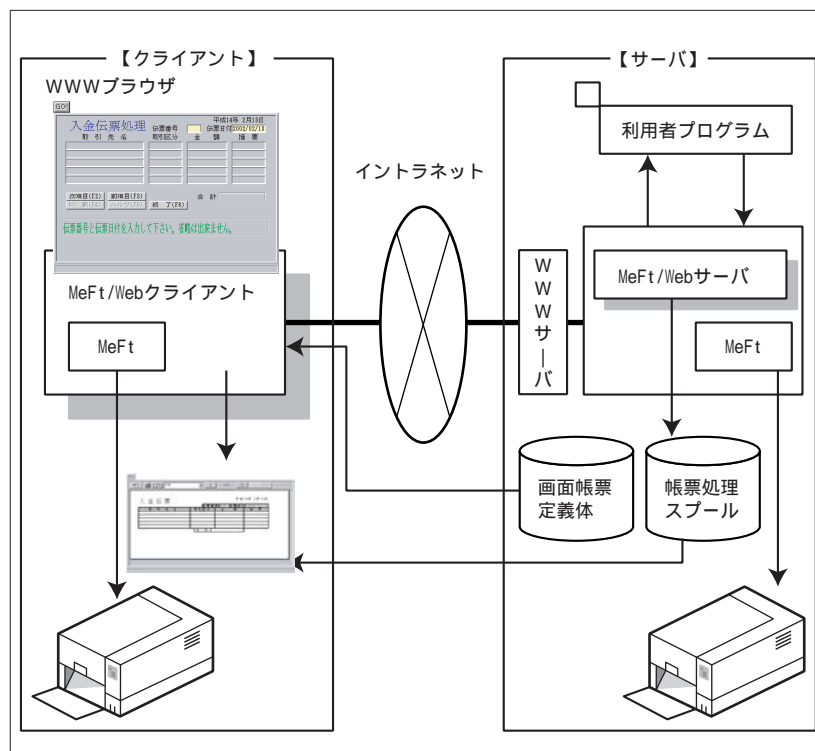 【クライアント】
WWWブラウザ
GO!
平成14年 2月13日
入金伝票処理 伝票番号 伝票日付 2002/02/13
取 引 先 名 取引区分 金 額 摘 要
合 計
次項目(F2) 前項目(F3)
終 了(F6)
伝票番号と伝票日付を入力して下さい。省略は出来ません。
MeFt/Webクライアント
MeFt
入 金 伝 票
イントラネット
【サーバ】
利用者プログラム
WWWサーバ
MeFt/Webサーバ
MeFt
画面帳票
定義体
帳票処理
スプール